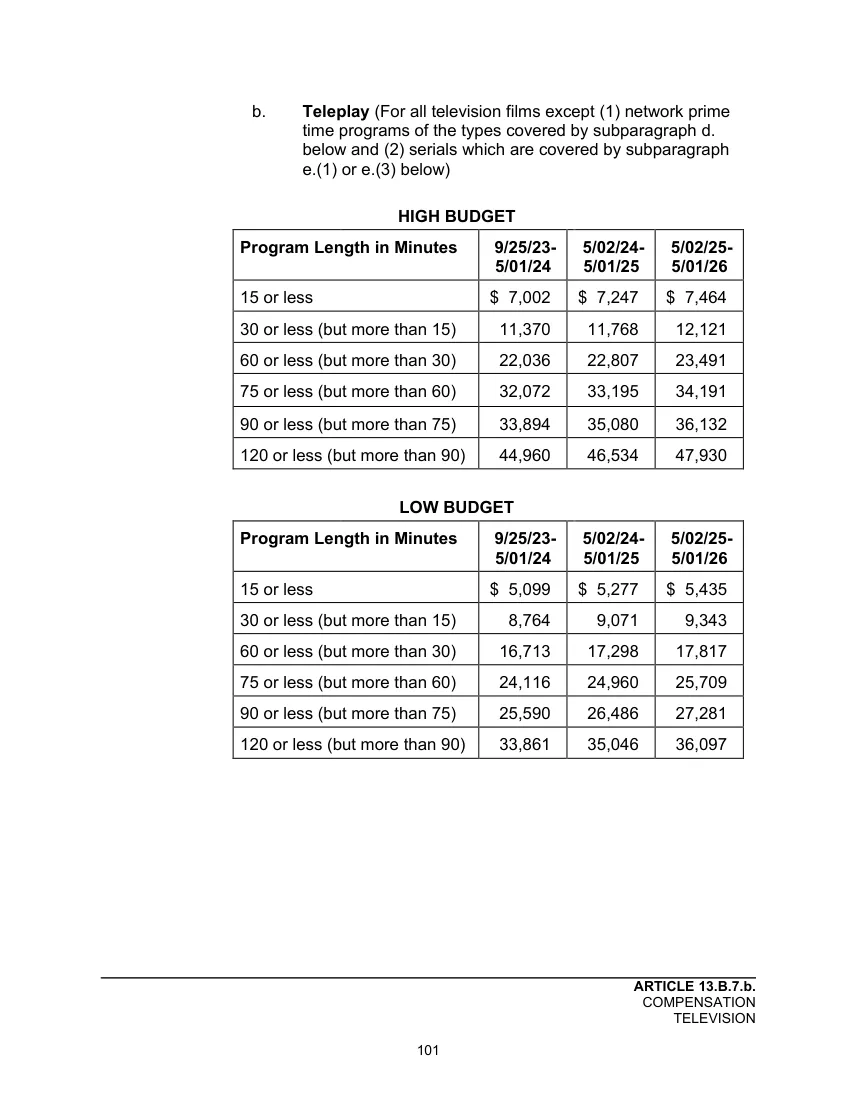 b. Teleplay (For all television films except (1) network prime
time programs of the types covered by subparagraph d.
below and (2) serials which are covered by subparagraph
e.(1) or e.(3) below)
HIGH BUDGET
Program Length in Minutes 9/25/23- 5/02/24- 5/02/25-
5/01/24 5/01/25 5/01/26
15 or less $ 7,002 $ 7,247 $ 7,464
30 or less (but more than 15) 11,370 11,768 12,121
60 or less (but more than 30) 22,036 22,807 23,491
75 or less (but more than 60) 32,072 33,195 34,191
90 or less (but more than 75) 33,894 35,080 36,132
120 or less (but more than 90) 44,960 46,534 47,930
LOW BUDGET
Program Length in Minutes 9/25/23- 5/02/24- 5/02/25-
5/01/24 5/01/25 5/01/26
15 or less $ 5,099 $ 5,277 $ 5,435
30 or less (but more than 15) 8,764 9,071 9,343
60 or less (but more than 30) 16,713 17,298 17,817
75 or less (but more than 60) 24,116 24,960 25,709
90 or less (but more than 75) 25,590 26,486 27,281
120 or less (but more than 90) 33,861 35,046 36,097
ARTICLE 13.B.7.b.
COMPENSATION
TELEVISION
101